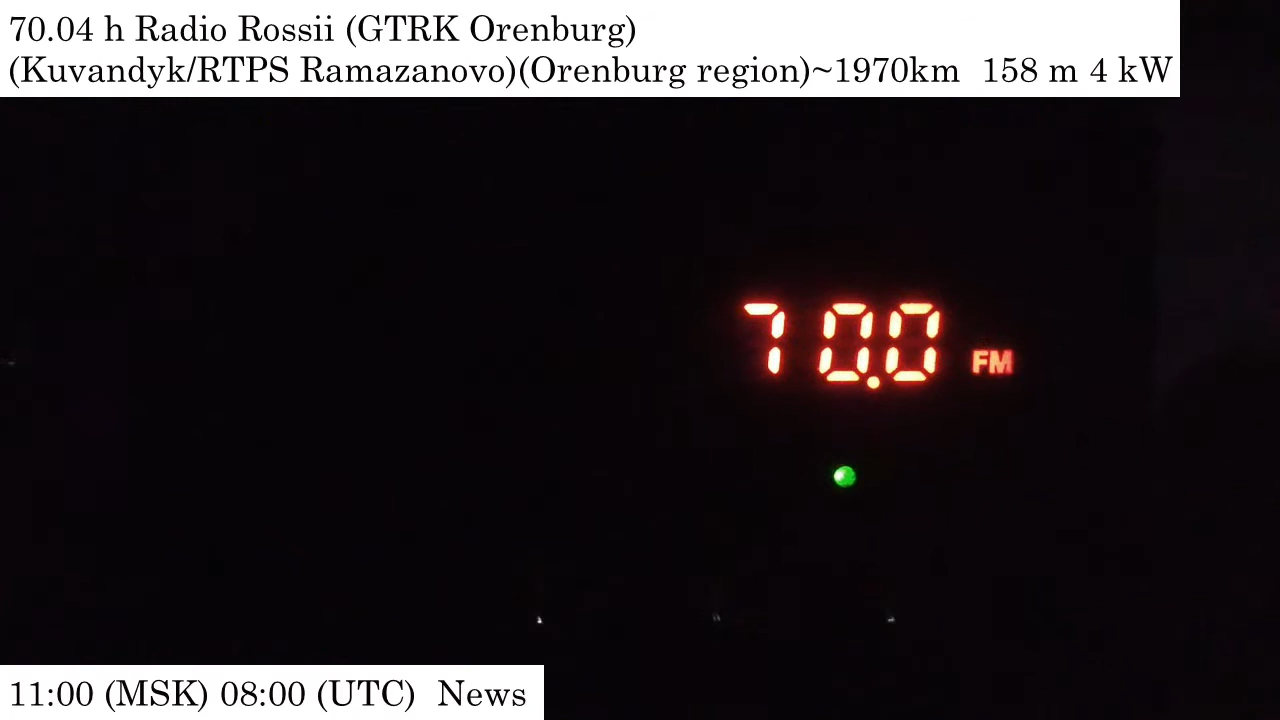 70.04 h Radio Rossii (GTRK Orenburg)
(Kuvandyk/RTPS Ramazanovo)(Orenburg region)~1970km  158 m 4 kW
70.0 FM
11:00 (MSK) 08:00 (UTC)  News